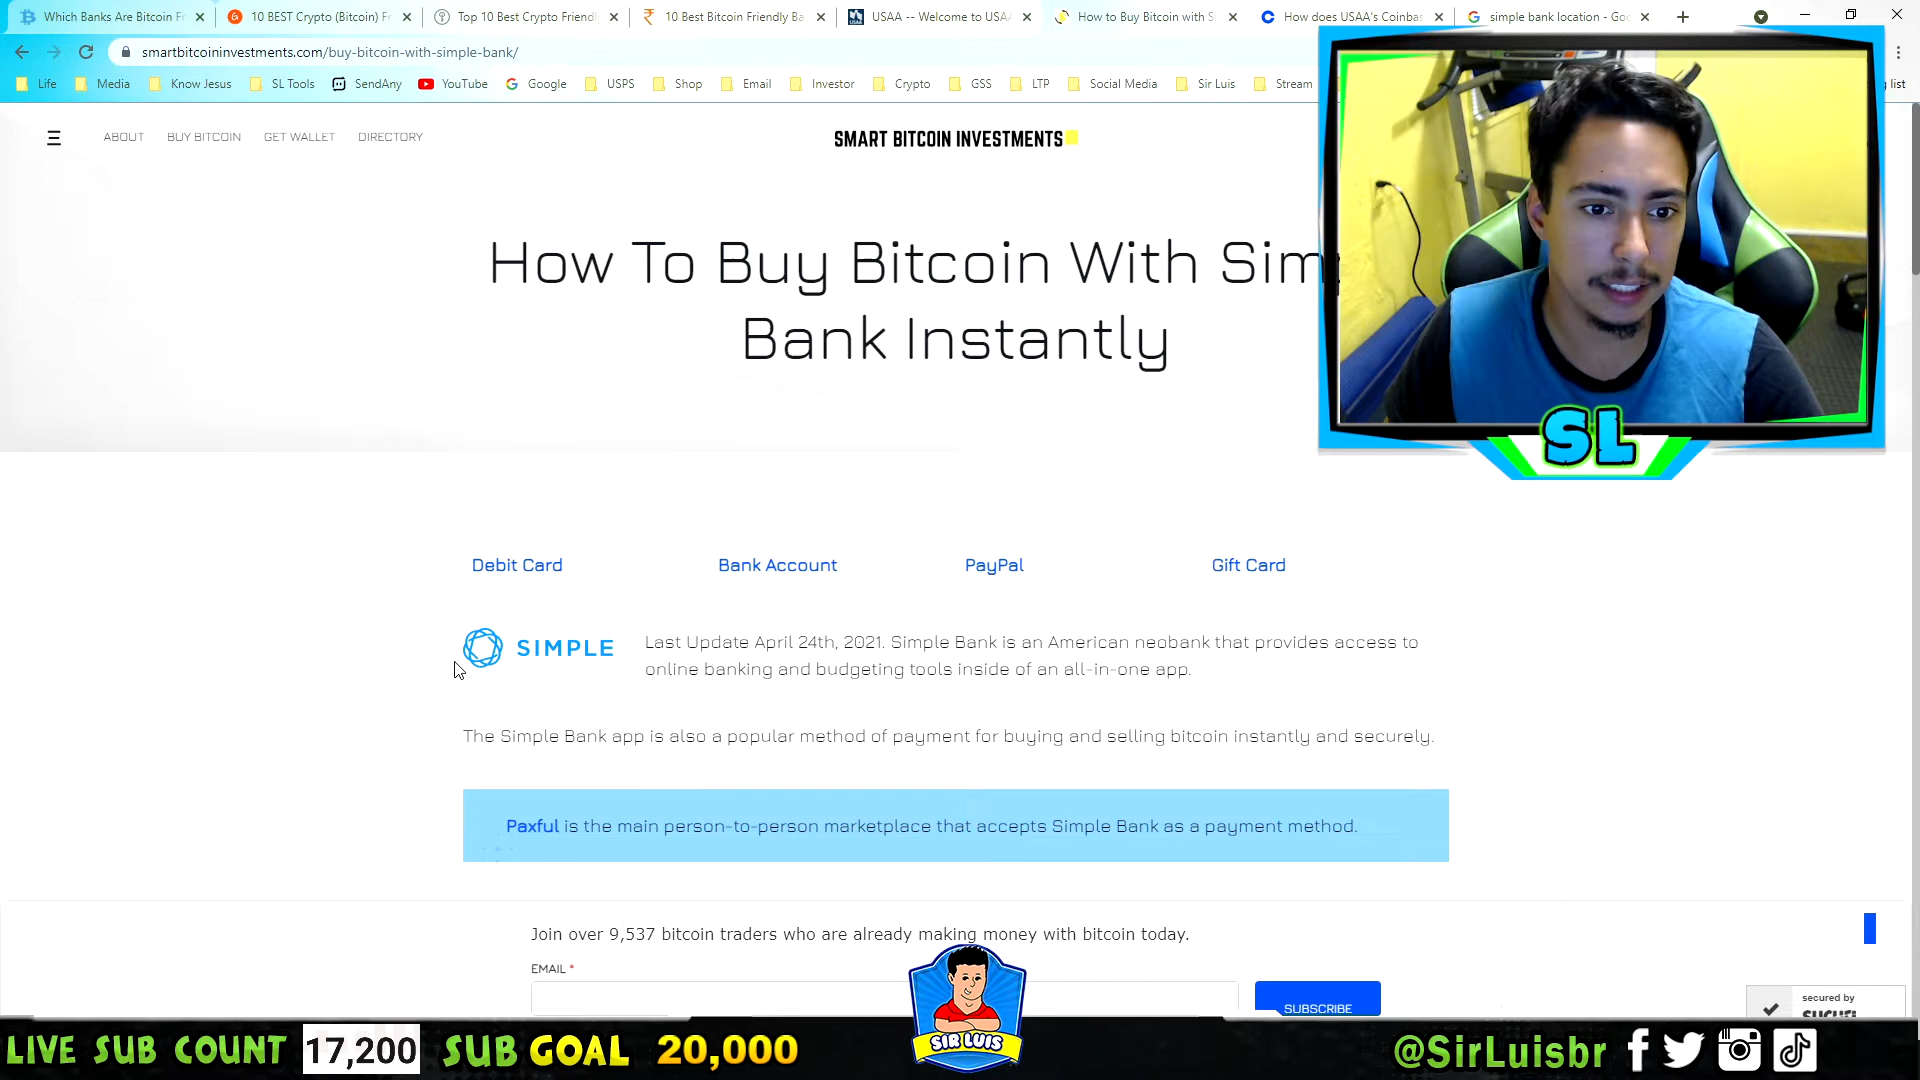 Which Banks Are Bitcoin Fr
10 BEST Crypto (Bitcoin) Fr
Top 10 Best Crypto Friendl
10 Best Bitcoin Friendly Ba
USAA -- Welcome to USAA
How to Buy Bitcoin with Si
How does USAA's Coinbas
simple bank location - Goo
smartbitcoininvestments.com/buy-bitcoin-with-simple-bank/
Life
Media
Know Jesus
SL Tools
SendAny
YouTube
Google
USPS
Shop
Email
Investor
Crypto
GSS
LTP
Social Media
Sir Luis
Stream
list
ABOUT
BUY BITCOIN
GET WALLET
DIRECTORY
SMART BITCOIN INVESTMENTS
How To Buy Bitcoin With Sim
Bank Instantly
SL
Debit Card
Bank Account
PayPal
Gift Card
SIMPLE
Last Update April 24th, 2021. Simple Bank is an American neobank that provides access to
online banking and budgeting tools inside of an all-in-one app.
The Simple Bank app is also a popular method of payment for buying and selling bitcoin instantly and securely.
Paxful is the main person-to-person marketplace that accepts Simple Bank as a payment method.
Join over 9,537 bitcoin traders who are already making money with bitcoin today.
EMAIL *
SUBSCRIBE
secured by
LIVE SUB COUNT 17,200 SUB GOAL 20,000
SIR LUIS
@SirLuisbr